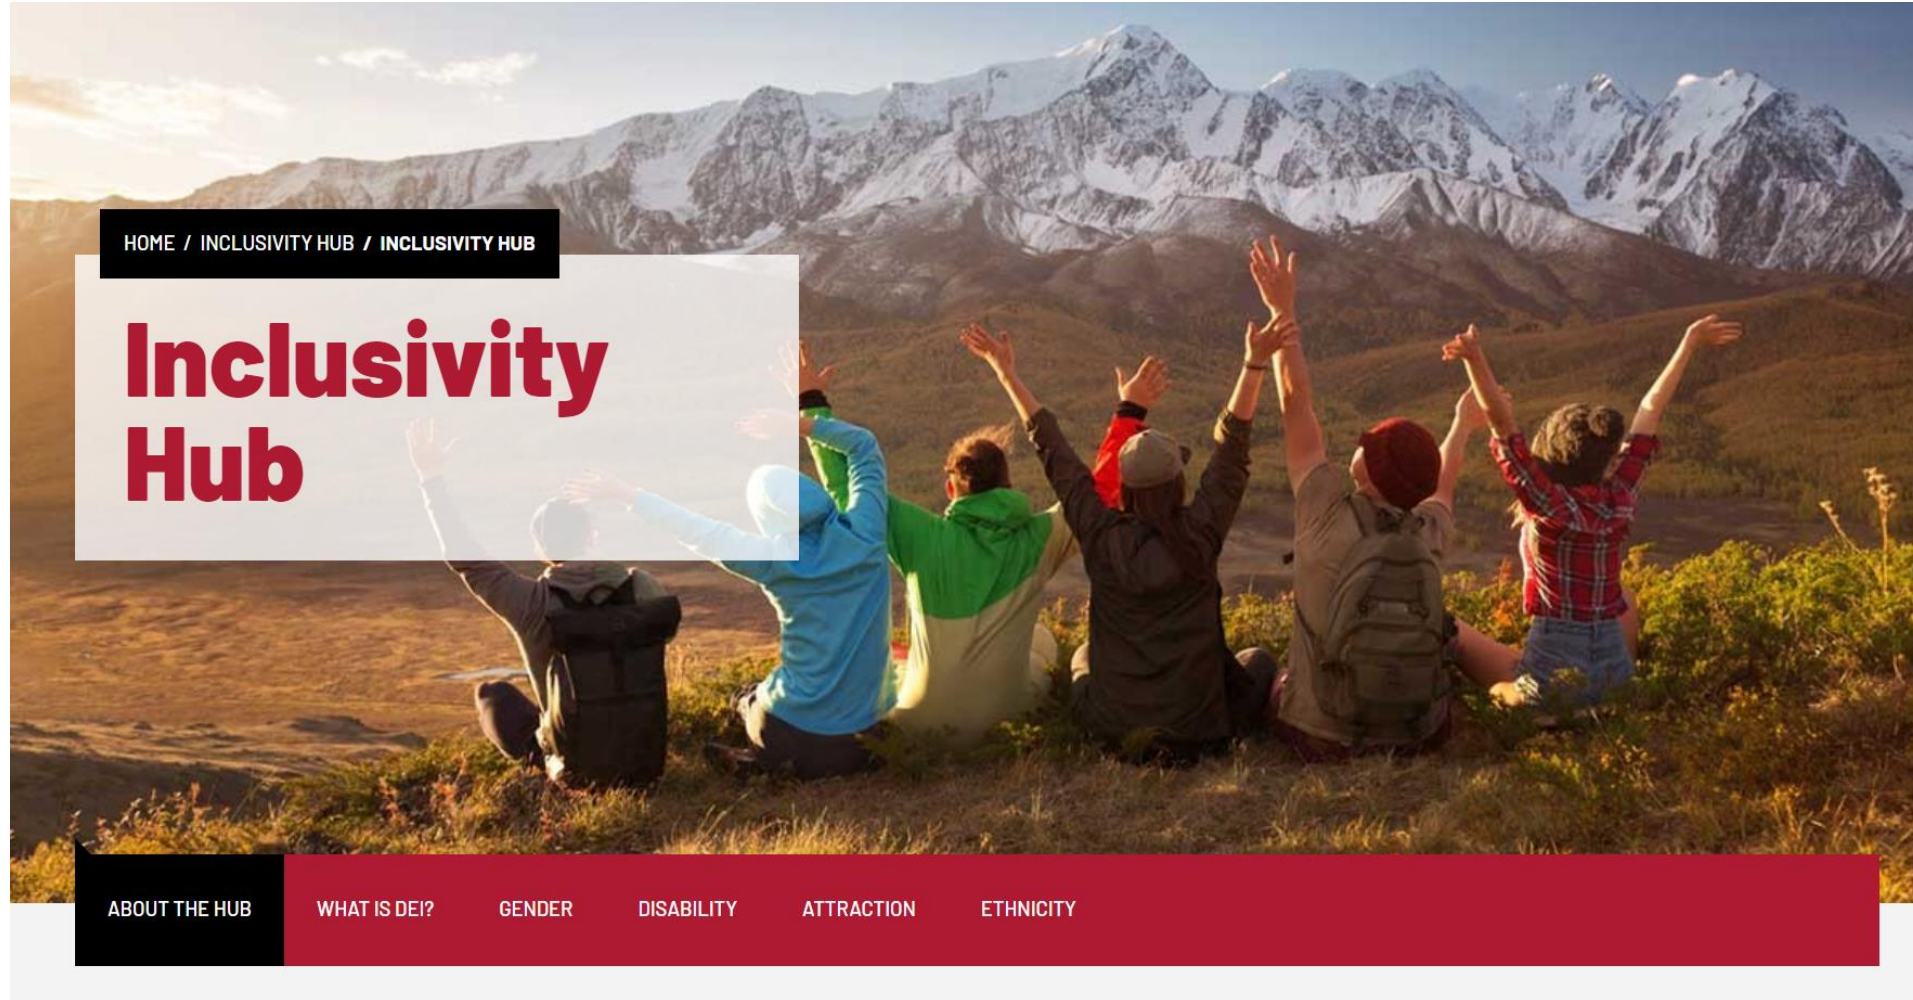 HOME / INCLUSIVITY HUB / INCLUSIVITY HUB
Inclusivity
Hub
ABOUT THE HUB WHAT IS DEI? GENDER DISABILITY ATTRACTION ETHNICITY